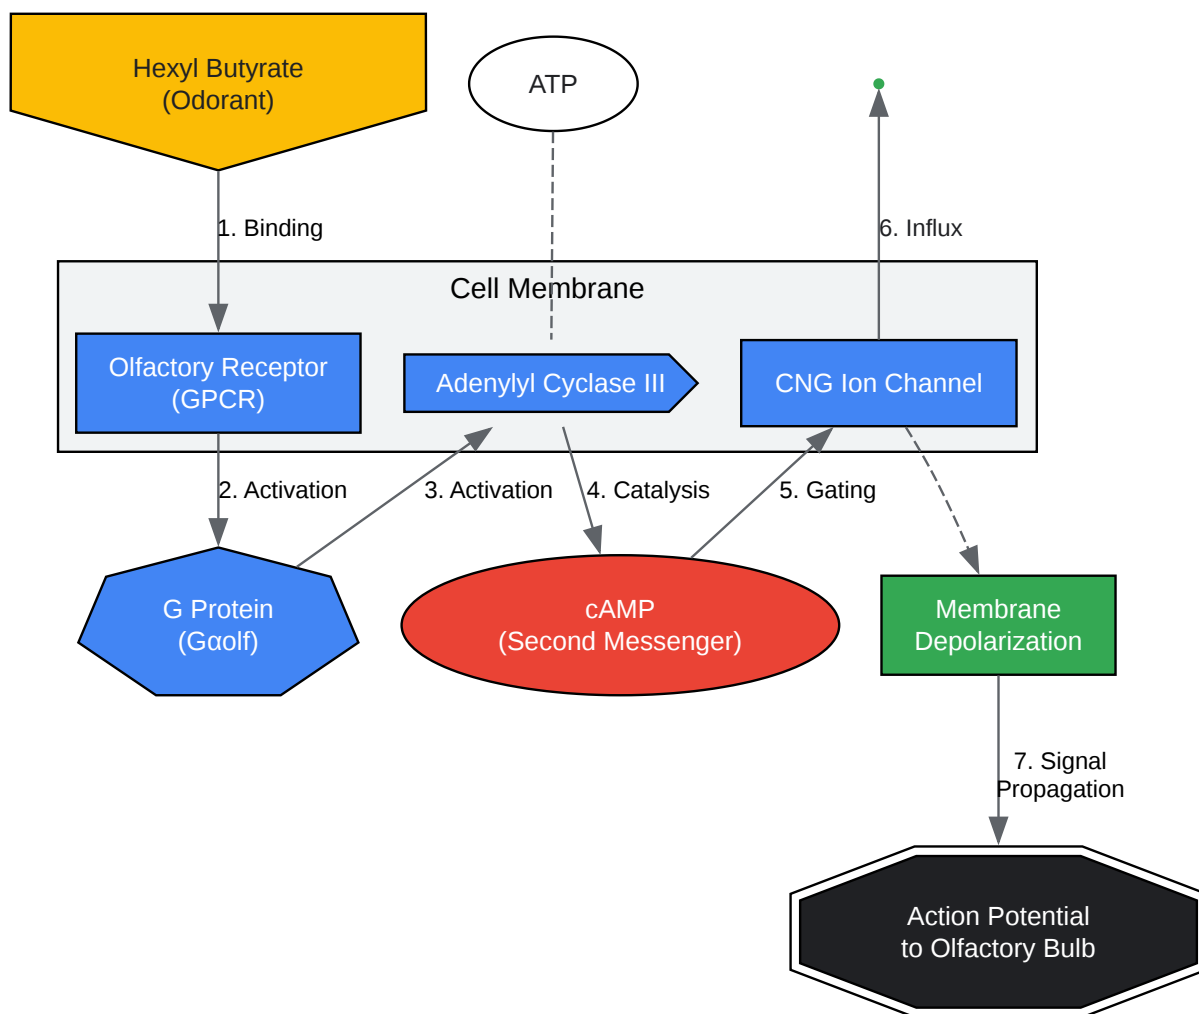 Hexyl Butyrate
(Odorant)
ATP
1. Binding
6. Influx
Cell Membrane
Olfactory Receptor
(GPCR)
Adenylyl Cyclase III
CNG Ion Channel
2. Activation
3. Activation
4. Catalysis
5. Gating
G Protein
(Gαolf)
cAMP
(Second Messenger)
Membrane
Depolarization
7. Signal
Propagation
Action Potential
to Olfactory Bulb